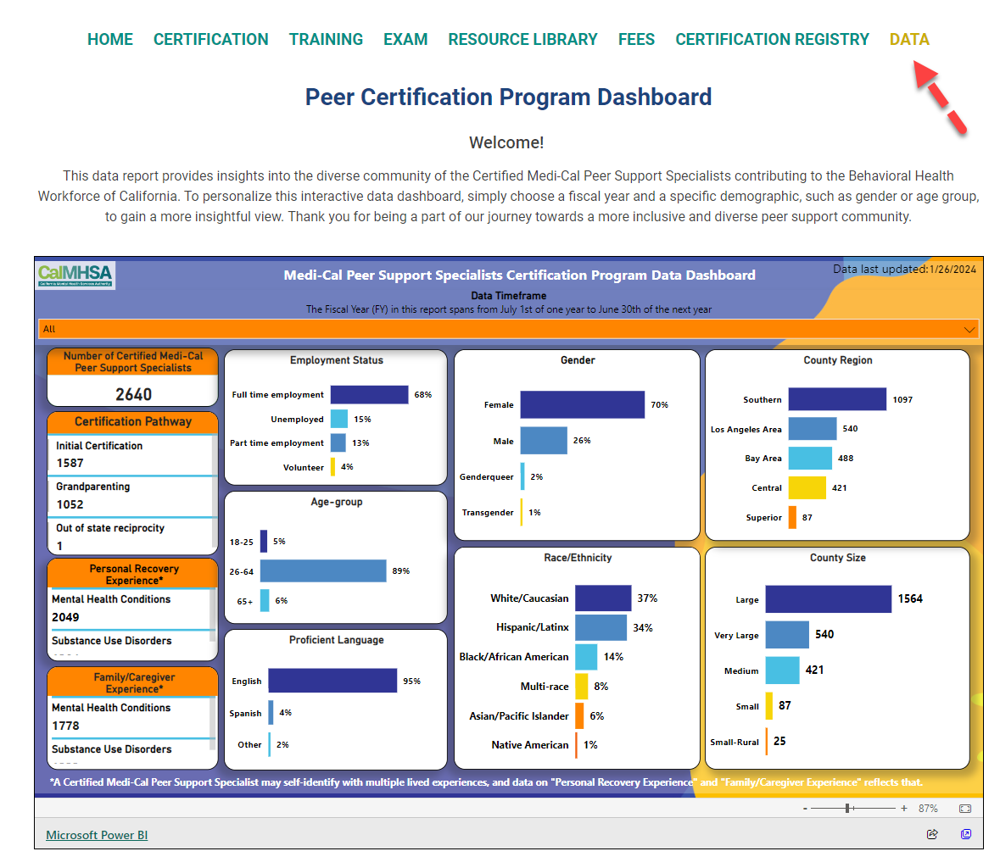 HOME CERTIFICATION TRAINING EXAM RESOURCE LIBRARY FEES CERTIFICATION REGISTRY DATA
Peer Certification Program Dashboard
Welcome!
This data report provides insights into the diverse community of the Certified Medi-Cal Peer Support Specialists contributing to the Behavioral Health
Workforce of California. To personalize this interactive data dashboard, simply choose a fiscal year and a specific demographic, such as gender or age group,
to gain a more insightful view. Thank you for being a part of our journey towards a more inclusive and diverse peer support community.
CalMHSA
California Mental Health Services Authority
Medi-Cal Peer Support Specialists Certification Program Data Dashboard
Data last updated: 1/26/2024
Data Timeframe
The Fiscal Year (FY) in this report spans from July 1st of one year to June 30th of the next year
All
Number of Certified Medi-Cal
Peer Support Specialists
2640
Certification Pathway
Initial Certification
1587
Grandparenting
1052
Out of state reciprocity
1
Personal Recovery
Experience*
Mental Health Conditions
2049
Substance Use Disorders
Family/Caregiver
Experience*
Mental Health Conditions
1778
Substance Use Disorders
Employment Status
Full time employment 68%
Unemployed 15%
Part time employment 13%
Volunteer 4%
Age-group
18-25 5%
26-64 89%
65+ 6%
Proficient Language
English 95%
Spanish 4%
Other 2%
Gender
Female 70%
Male 26%
Genderqueer 2%
Transgender 1%
Race/Ethnicity
White/Caucasian 37%
Hispanic/Latinx 34%
Black/African American 14%
Multi-race 8%
Asian/Pacific Islander 6%
Native American 1%
County Region
Southern 1097
Los Angeles Area 540
Bay Area 488
Central 421
Superior 87
County Size
Large 1564
Very Large 540
Medium 421
Small 87
Small-Rural 25
*A Certified Medi-Cal Peer Support Specialist may self-identify with multiple lived experiences, and data on "Personal Recovery Experience" and "Family/Caregiver Experience" reflects that.
- + 87%
Microsoft Power BI